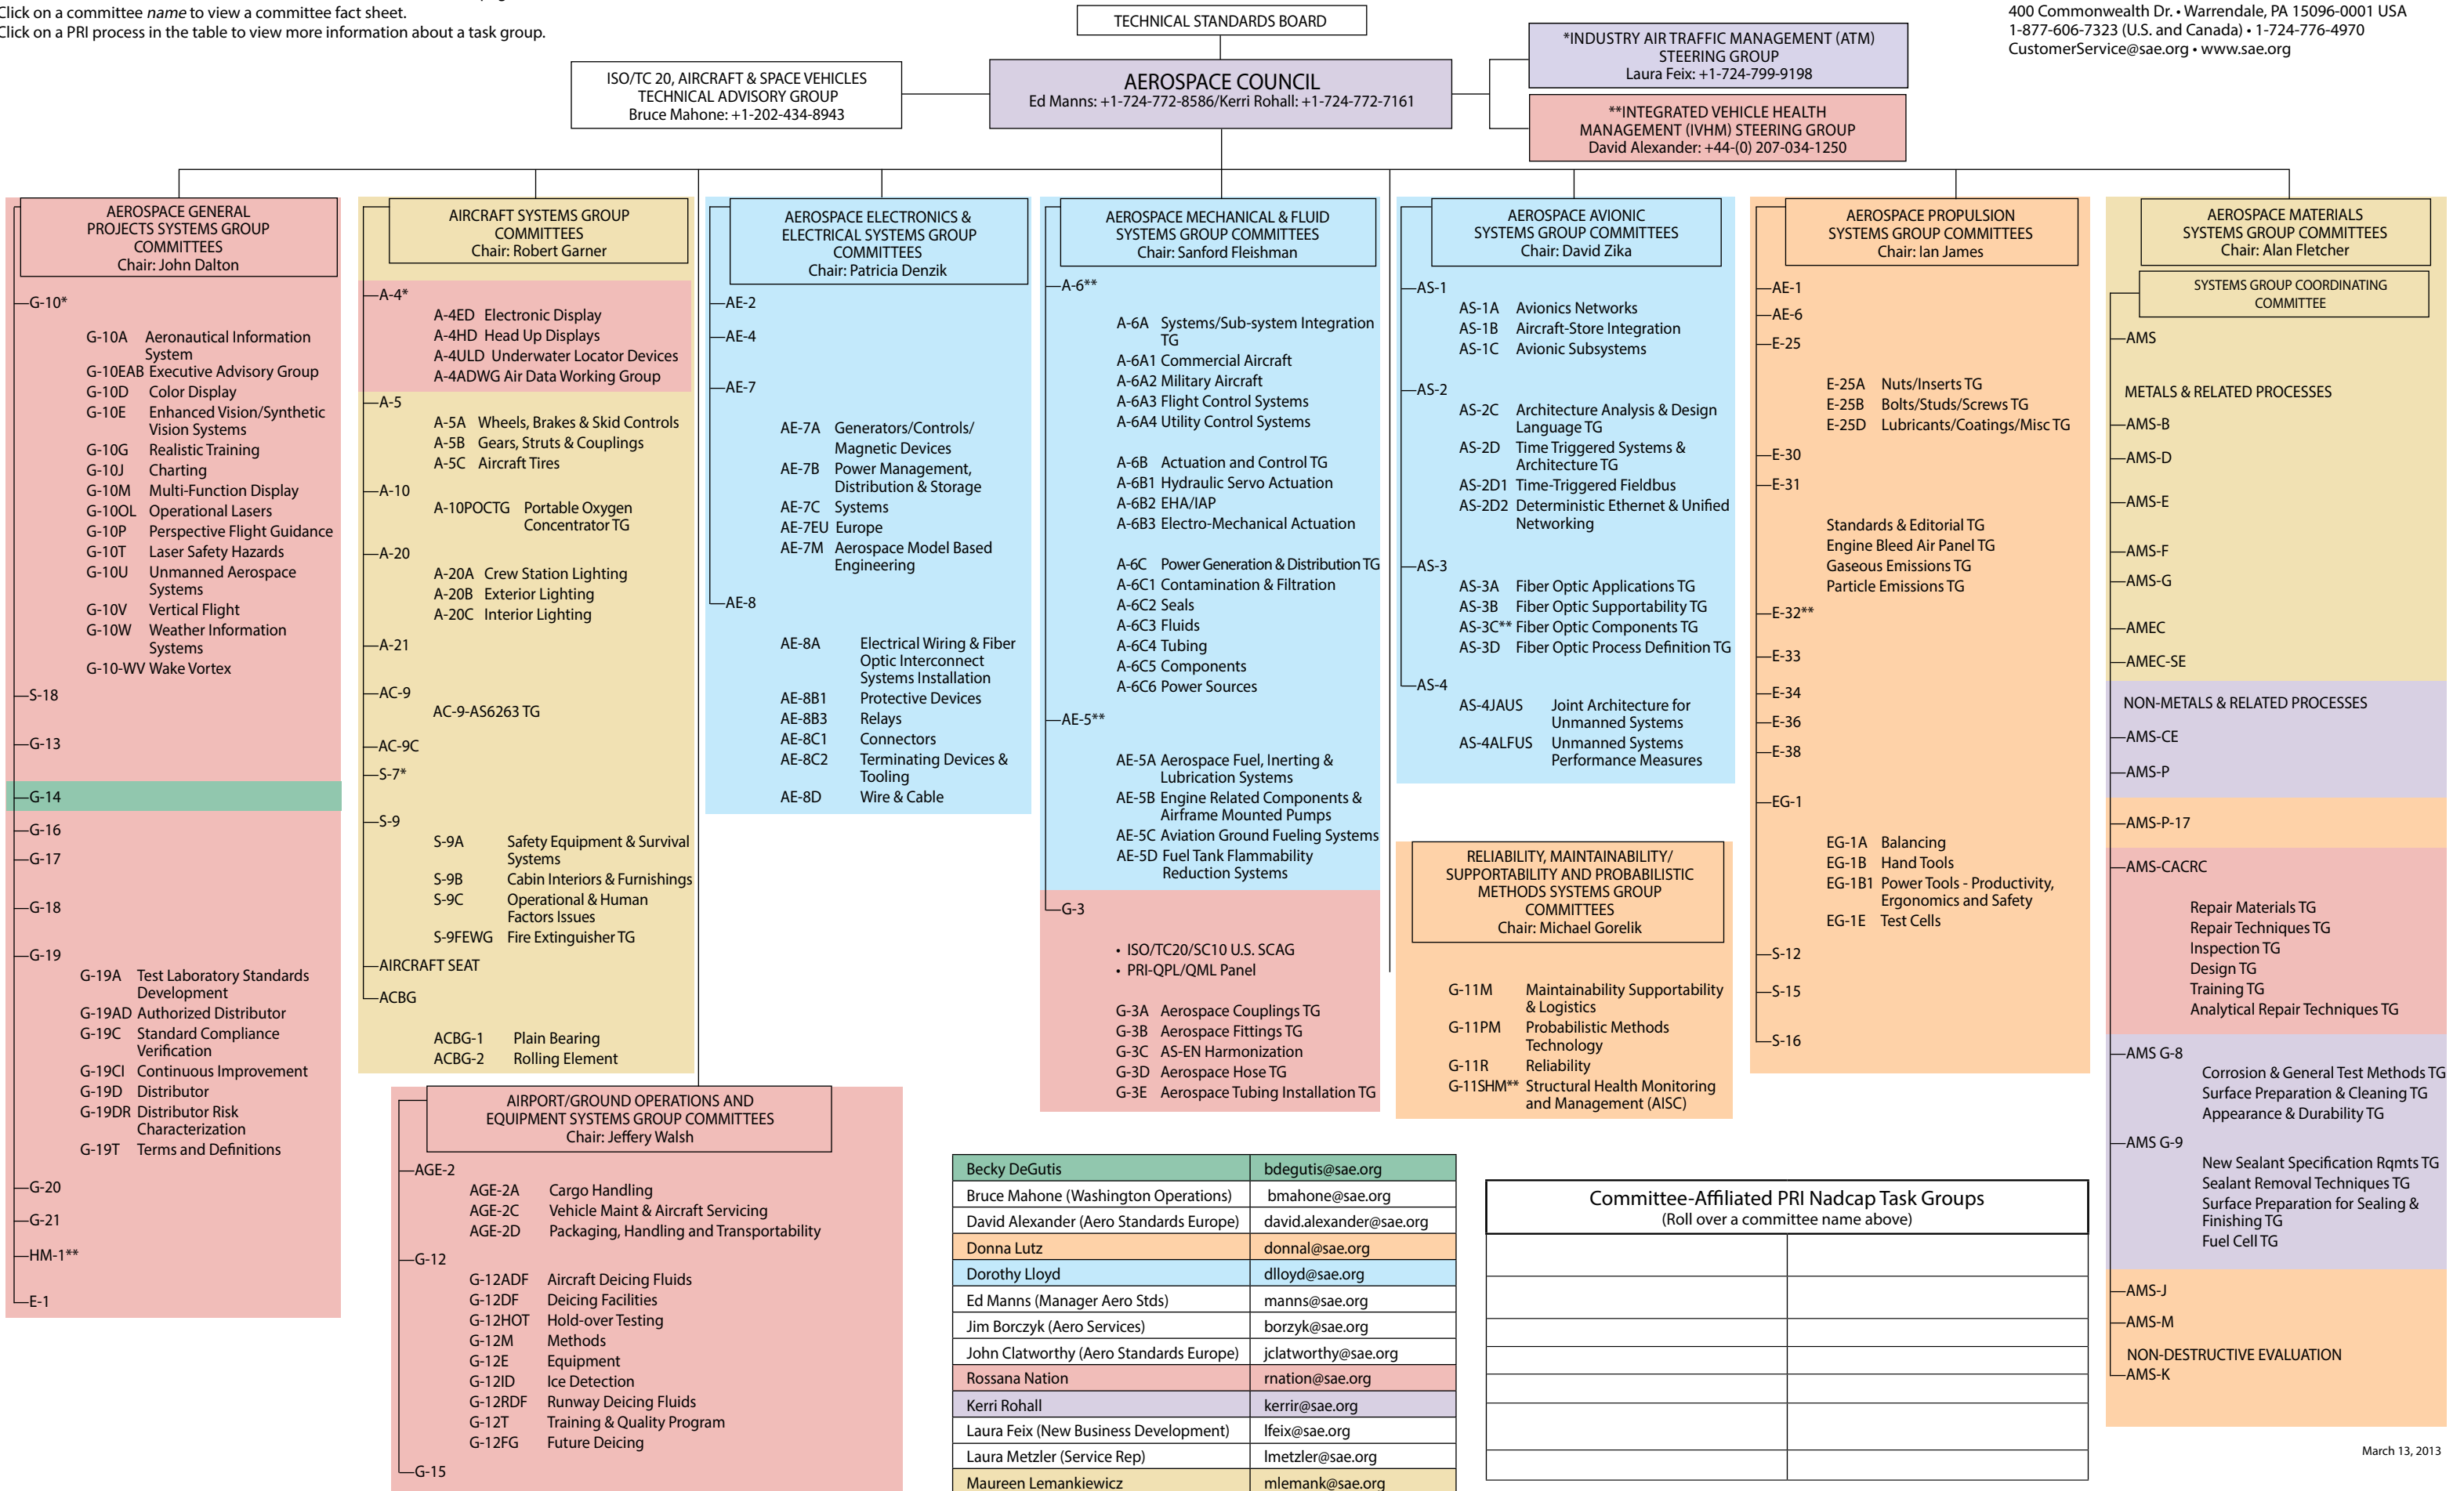 Click on a committee name to view a committee fact sheet.
Click on a PRI process in the table to view more information about a task group.
400 Commonwealth Dr. • Warrendale, PA 15096-0001 USA
1-877-606-7323 (U.S. and Canada) • 1-724-776-4970
CustomerService@sae.org • www.sae.org
TECHNICAL STANDARDS BOARD
ISO/TC 20, AIRCRAFT & SPACE VEHICLES
TECHNICAL ADVISORY GROUP
Bruce Mahone: +1-202-434-8943
AEROSPACE COUNCIL
Ed Manns: +1-724-772-8586/Kerri Rohall: +1-724-772-7161
*INDUSTRY AIR TRAFFIC MANAGEMENT (ATM)
STEERING GROUP
Laura Feix: +1-724-799-9198
**INTEGRATED VEHICLE HEALTH
MANAGEMENT (IVHM) STEERING GROUP
David Alexander: +44-(0) 207-034-1250
AEROSPACE GENERAL
PROJECTS SYSTEMS GROUP
COMMITTEES
Chair: John Dalton
G-10*
G-10A Aeronautical Information
System
G-10EAB Executive Advisory Group
G-10D Color Display
G-10E Enhanced Vision/Synthetic
Vision Systems
G-10G Realistic Training
G-10J Charting
G-10M Multi-Function Display
G-10OL Operational Lasers
G-10P Perspective Flight Guidance
G-10T Laser Safety Hazards
G-10U Unmanned Aerospace
Systems
G-10V Vertical Flight
G-10W Weather Information
Systems
G-10-WV Wake Vortex
S-18
G-13
G-14
G-16
G-17
G-18
G-19
G-19A Test Laboratory Standards
Development
G-19AD Authorized Distributor
G-19C Standard Compliance
Verification
G-19CI Continuous Improvement
G-19D Distributor
G-19DR Distributor Risk
Characterization
G-19T Terms and Definitions
G-20
G-21
HM-1**
E-1
AIRCRAFT SYSTEMS GROUP
COMMITTEES
Chair: Robert Garner
A-4*
A-4ED Electronic Display
A-4HD Head Up Displays
A-4ULD Underwater Locator Devices
A-4ADWG Air Data Working Group
A-5
A-5A Wheels, Brakes & Skid Controls
A-5B Gears, Struts & Couplings
A-5C Aircraft Tires
A-10
A-10POCTG Portable Oxygen
Concentrator TG
A-20
A-20A Crew Station Lighting
A-20B Exterior Lighting
A-20C Interior Lighting
A-21
AC-9
AC-9-AS6263 TG
AC-9C
S-7*
S-9
S-9A Safety Equipment & Survival
Systems
S-9B Cabin Interiors & Furnishings
S-9C Operational & Human
Factors Issues
S-9FEWG Fire Extinguisher TG
AIRCRAFT SEAT
ACBG
ACBG-1 Plain Bearing
ACBG-2 Rolling Element
AIRPORT/GROUND OPERATIONS AND
EQUIPMENT SYSTEMS GROUP COMMITTEES
Chair: Jeffery Walsh
AGE-2
AGE-2A Cargo Handling
AGE-2C Vehicle Maint & Aircraft Servicing
AGE-2D Packaging, Handling and Transportability
G-12
G-12ADF Aircraft Deicing Fluids
G-12DF Deicing Facilities
G-12HOT Hold-over Testing
G-12M Methods
G-12E Equipment
G-12ID Ice Detection
G-12RDF Runway Deicing Fluids
G-12T Training & Quality Program
G-12FG Future Deicing
G-15
AEROSPACE ELECTRONICS &
ELECTRICAL SYSTEMS GROUP
COMMITTEES
Chair: Patricia Denzik
AE-2
AE-4
AE-7
AE-7A Generators/Controls/
Magnetic Devices
AE-7B Power Management,
Distribution & Storage
AE-7C Systems
AE-7EU Europe
AE-7M Aerospace Model Based
Engineering
AE-8
AE-8A Electrical Wiring & Fiber
Optic Interconnect
Systems Installation
AE-8B1 Protective Devices
AE-8B3 Relays
AE-8C1 Connectors
AE-8C2 Terminating Devices &
Tooling
AE-8D Wire & Cable
AEROSPACE MECHANICAL & FLUID
SYSTEMS GROUP COMMITTEES
Chair: Sanford Fleishman
A-6**
A-6A Systems/Sub-system Integration
TG
A-6A1 Commercial Aircraft
A-6A2 Military Aircraft
A-6A3 Flight Control Systems
A-6A4 Utility Control Systems
A-6B Actuation and Control TG
A-6B1 Hydraulic Servo Actuation
A-6B2 EHA/IAP
A-6B3 Electro-Mechanical Actuation
A-6C Power Generation & Distribution TG
A-6C1 Contamination & Filtration
A-6C2 Seals
A-6C3 Fluids
A-6C4 Tubing
A-6C5 Components
A-6C6 Power Sources
AE-5**
AE-5A Aerospace Fuel, Inerting &
Lubrication Systems
AE-5B Engine Related Components &
Airframe Mounted Pumps
AE-5C Aviation Ground Fueling Systems
AE-5D Fuel Tank Flammability
Reduction Systems
G-3
• ISO/TC20/SC10 U.S. SCAG
• PRI-QPL/QML Panel
G-3A Aerospace Couplings TG
G-3B Aerospace Fittings TG
G-3C AS-EN Harmonization
G-3D Aerospace Hose TG
G-3E Aerospace Tubing Installation TG
AEROSPACE AVIONIC
SYSTEMS GROUP COMMITTEES
Chair: David Zika
AS-1
AS-1A Avionics Networks
AS-1B Aircraft-Store Integration
AS-1C Avionic Subsystems
AS-2
AS-2C Architecture Analysis & Design
Language TG
AS-2D Time Triggered Systems &
Architecture TG
AS-2D1 Time-Triggered Fieldbus
AS-2D2 Deterministic Ethernet & Unified
Networking
AS-3
AS-3A Fiber Optic Applications TG
AS-3B Fiber Optic Supportability TG
AS-3C** Fiber Optic Components TG
AS-3D Fiber Optic Process Definition TG
AS-4
AS-4JAUS Joint Architecture for
Unmanned Systems
AS-4ALFUS Unmanned Systems
Performance Measures
RELIABILITY, MAINTAINABILITY/
SUPPORTABILITY AND PROBABILISTIC
METHODS SYSTEMS GROUP
COMMITTEES
Chair: Michael Gorelik
G-11M Maintainability Supportability
& Logistics
G-11PM Probabilistic Methods
Technology
G-11R Reliability
G-11SHM** Structural Health Monitoring
and Management (AISC)
AEROSPACE PROPULSION
SYSTEMS GROUP COMMITTEES
Chair: Ian James
AE-1
AE-6
E-25
E-25A Nuts/Inserts TG
E-25B Bolts/Studs/Screws TG
E-25D Lubricants/Coatings/Misc TG
E-30
E-31
Standards & Editorial TG
Engine Bleed Air Panel TG
Gaseous Emissions TG
Particle Emissions TG
E-32**
E-33
E-34
E-36
E-38
EG-1
EG-1A Balancing
EG-1B Hand Tools
EG-1B1 Power Tools - Productivity,
Ergonomics and Safety
EG-1E Test Cells
S-12
S-15
S-16
AEROSPACE MATERIALS
SYSTEMS GROUP COMMITTEES
Chair: Alan Fletcher
SYSTEMS GROUP COORDINATING
COMMITTEE
AMS
METALS & RELATED PROCESSES
AMS-B
AMS-D
AMS-E
AMS-F
AMS-G
AMEC
AMEC-SE
NON-METALS & RELATED PROCESSES
AMS-CE
AMS-P
AMS-P-17
AMS-CACRC
Repair Materials TG
Repair Techniques TG
Inspection TG
Design TG
Training TG
Analytical Repair Techniques TG
AMS G-8
Corrosion & General Test Methods TG
Surface Preparation & Cleaning TG
Appearance & Durability TG
AMS G-9
New Sealant Specification Rqmts TG
Sealant Removal Techniques TG
Surface Preparation for Sealing &
Finishing TG
Fuel Cell TG
AMS-J
AMS-M
NON-DESTRUCTIVE EVALUATION
AMS-K
Becky DeGutis bdegutis@sae.org
Bruce Mahone (Washington Operations) bmahone@sae.org
David Alexander (Aero Standards Europe) david.alexander@sae.org
Donna Lutz donnal@sae.org
Dorothy Lloyd dlloyd@sae.org
Ed Manns (Manager Aero Stds) manns@sae.org
Jim Borczyk (Aero Services) borzyk@sae.org
John Clatworthy (Aero Standards Europe) jclatworthy@sae.org
Rossana Nation rnation@sae.org
Kerri Rohall kerrir@sae.org
Laura Feix (New Business Development) lfeix@sae.org
Laura Metzler (Service Rep) lmetzler@sae.org
Maureen Lemankiewicz mlemank@sae.org
Committee-Affiliated PRI Nadcap Task Groups
(Roll over a committee name above)
March 13, 2013